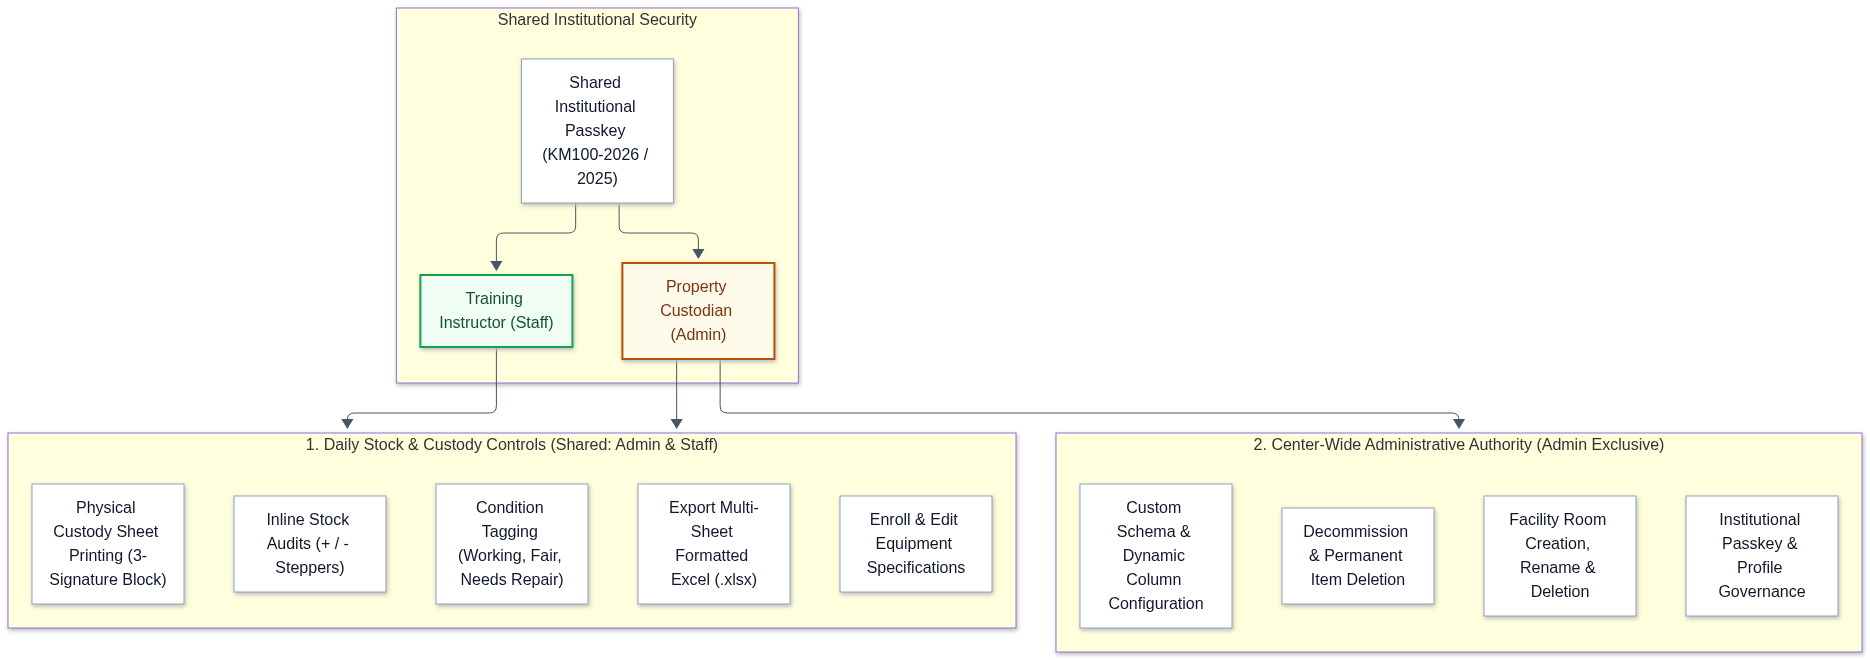 Shared Institutional Security
Shared
Institutional
Passkey
(KM100-2026 /
2025)
Training
Instructor (Staff)
Property
Custodian
(Admin)
1. Daily Stock & Custody Controls (Shared: Admin & Staff)
Physical
Custody Sheet
Printing (3-
Signature Block)
Inline Stock
Audits (+ / -
Steppers)
Condition
Tagging
(Working, Fair,
Needs Repair)
Export Multi-
Sheet
Formatted
Excel (.xlsx)
Enroll & Edit
Equipment
Specifications
2. Center-Wide Administrative Authority (Admin Exclusive)
Custom
Schema &
Dynamic
Column
Configuration
Decommission
& Permanent
Item Deletion
Facility Room
Creation,
Rename &
Deletion
Institutional
Passkey &
Profile
Governance